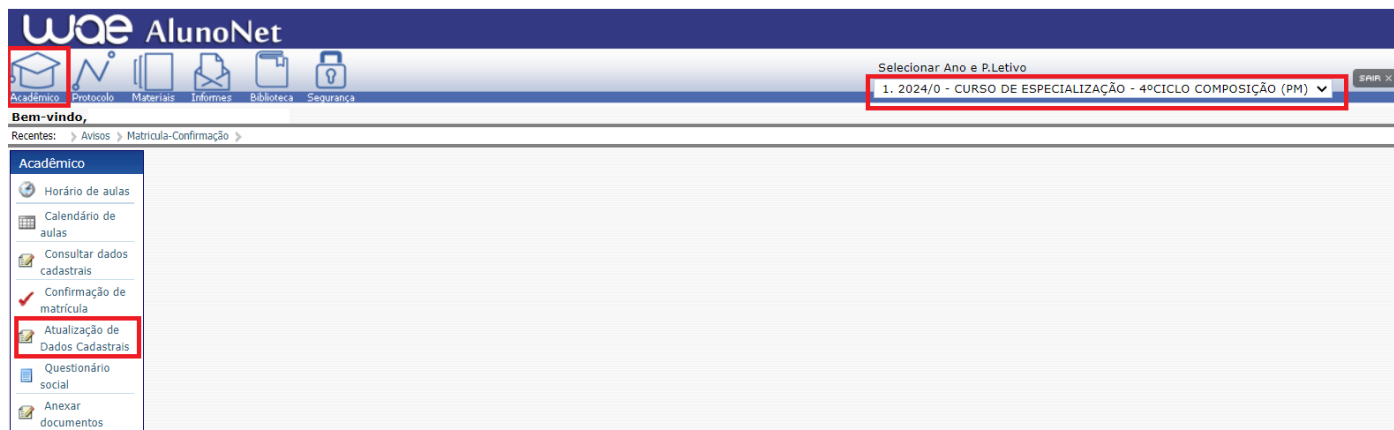 wae AlunoNet
Acadêmico Protocolo Materiais Informes Biblioteca Segurança
Selecionar Ano e P.Letivo
1. 2024/0 - CURSO DE ESPECIALIZAÇÃO - 4ºCICLO COMPOSIÇÃO (PM)
SAIR X
Bem-vindo,
Recentes: > Avisos > Matricula-Confirmação >
Acadêmico
Horário de aulas
Calendário de
aulas
Consultar dados
cadastrais
Confirmação de
matrícula
Atualização de
Dados Cadastrais
Questionário
social
Anexar
documentos